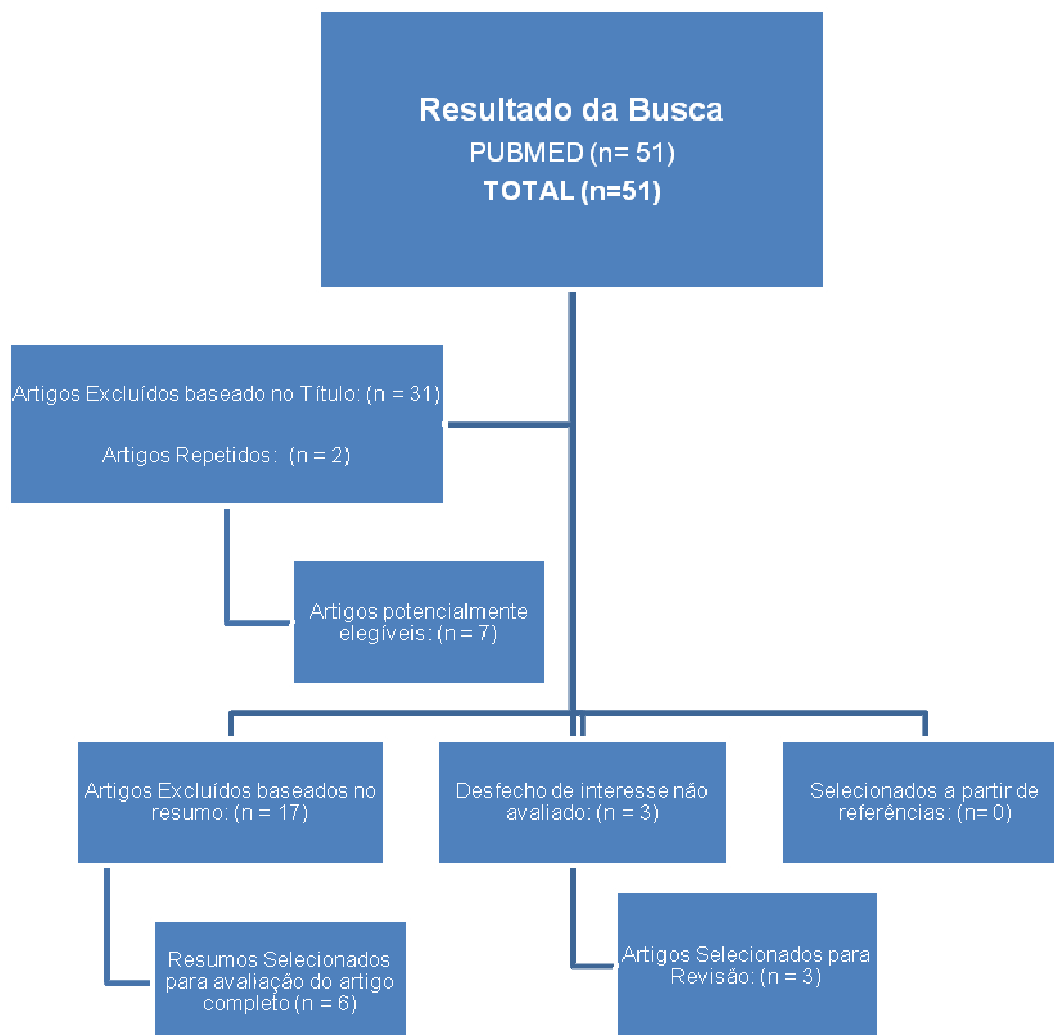 Resultado da Busca
PUBMED (n= 51)
TOTAL (n=51)
Artigos Excluídos baseado no Título: (n = 31)
Artigos Repetidos: (n = 2)
Artigos potencialmente
elegíveis: (n = 7)
Artigos Excluídos baseados no
resumo: (n = 17)
Desfecho de interesse não
avaliado: (n = 3)
Selecionados a partir de
referências: (n= 0)
Resumos Selecionados
para avaliação do artigo
completo (n = 6)
Artigos Selecionados para
Revisão: (n = 3)